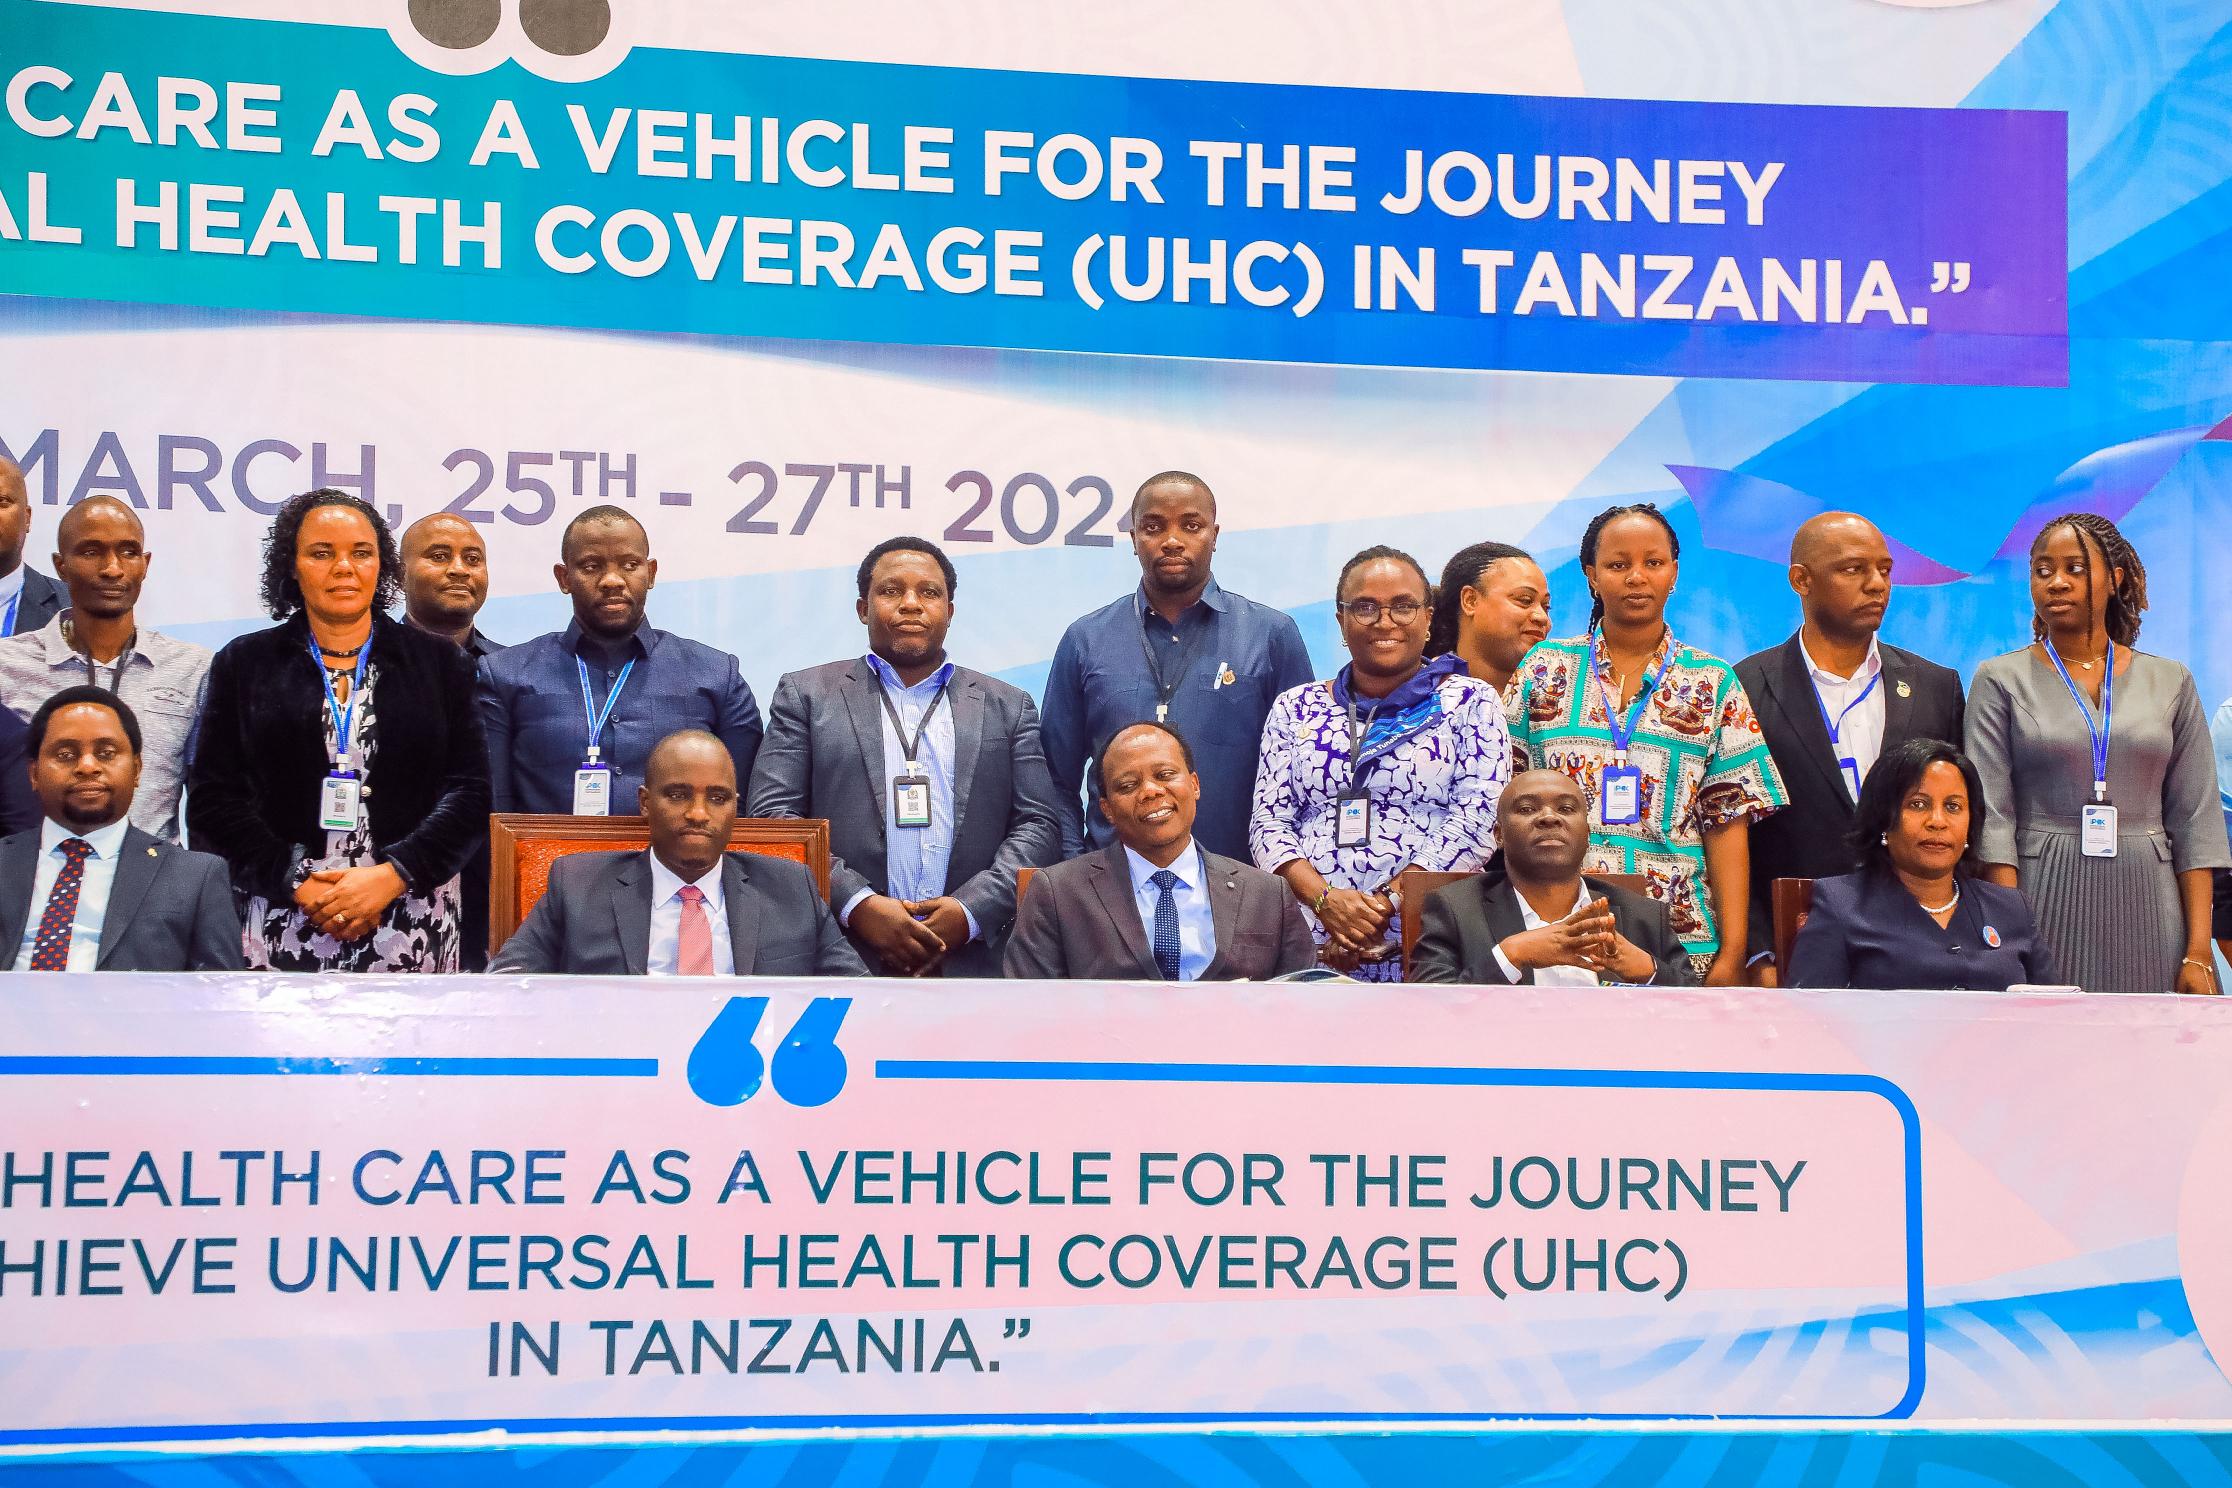 CARE AS A VEHICLE FOR THE JOURNEY
AL HEALTH COVERAGE (UHC) IN TANZANIA.”
MARCH, 25TH - 27TH 202
“
HEALTH CARE AS A VEHICLE FOR THE JOURNEY
HIEVE UNIVERSAL HEALTH COVERAGE (UHC)
IN TANZANIA.”